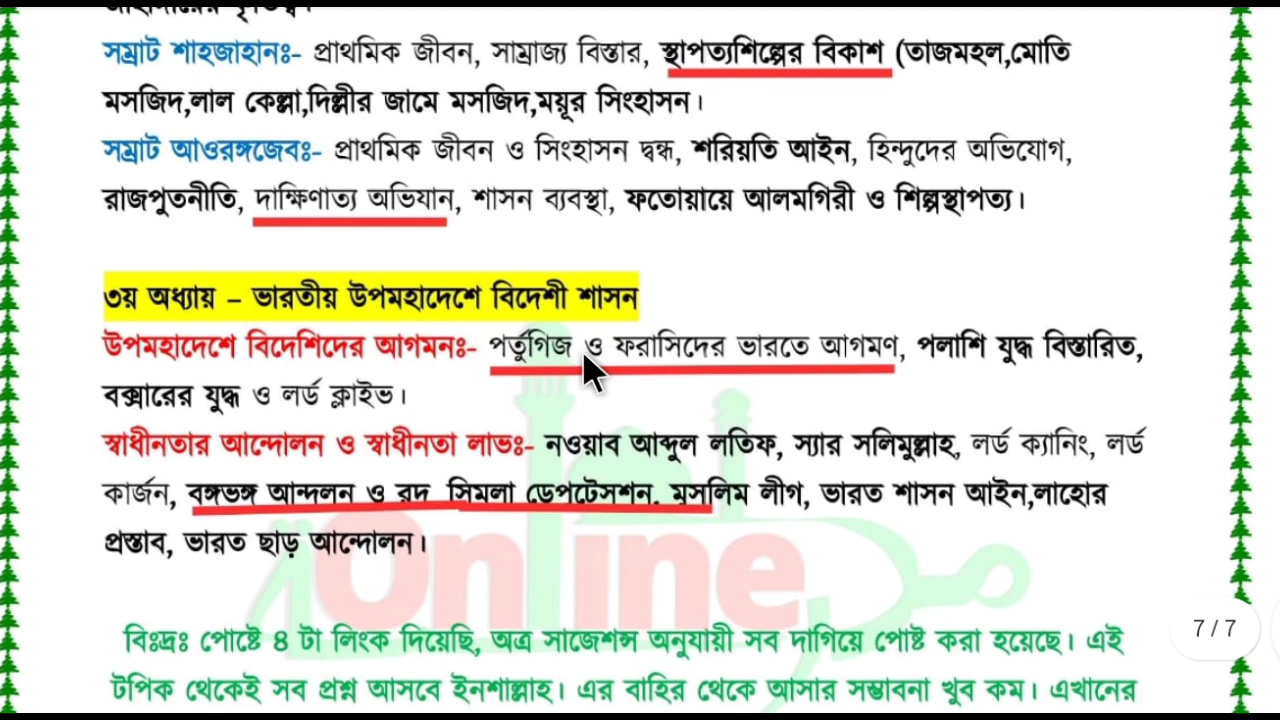 সম্রাট শাহজাহানঃ- প্রাথমিক জীবন, সাম্রাজ্য বিস্তার, স্থাপত্যশিল্পের বিকাশ (তাজমহল,মোতি
মসজিদ,লাল কেল্লা,দিল্লীর জামে মসজিদ,ময়ূর সিংহাসন।
সম্রাট আওরঙ্গজেবঃ- প্রাথমিক জীবন ও সিংহাসন দ্বন্ধ, শরিয়তি আইন, হিন্দুদের অভিযোগ,
রাজপুতনীতি, দাক্ষিণাত্য অভিযান, শাসন ব্যবস্থা, ফতোয়ায়ে আলমগিরী ও শিল্পস্থাপত্য।
৩য় অধ্যায় – ভারতীয় উপমহাদেশে বিদেশী শাসন
উপমহাদেশে বিদেশিদের আগমনঃ- পর্তুগিজ ও ফরাসিদের ভারতে আগমণ, পলাশি যুদ্ধ বিস্তারিত,
বক্সারের যুদ্ধ ও লর্ড ক্লাইভ।
স্বাধীনতার আন্দোলন ও স্বাধীনতা লাভঃ- নওয়াব আব্দুল লতিফ, স্যার সলিমুল্লাহ, লর্ড ক্যানিং, লর্ড
কার্জন, বঙ্গভঙ্গ আন্দলন ও রদ সিমলা ডেপটেসশন, মুসলিম লীগ, ভারত শাসন আইন,লাহোর
প্রস্তাব, ভারত ছাড় আন্দোলন।
Online
বিঃদ্রঃ পোষ্টে ৪ টা লিংক দিয়েছি, অত্র সাজেশন্স অনুযায়ী সব দাগিয়ে পোষ্ট করা হয়েছে। এই
7 / 7
টপিক থেকেই সব প্রশ্ন আসবে ইনশাল্লাহ। এর বাহির থেকে আসার সম্ভাবনা খুব কম। এখানের